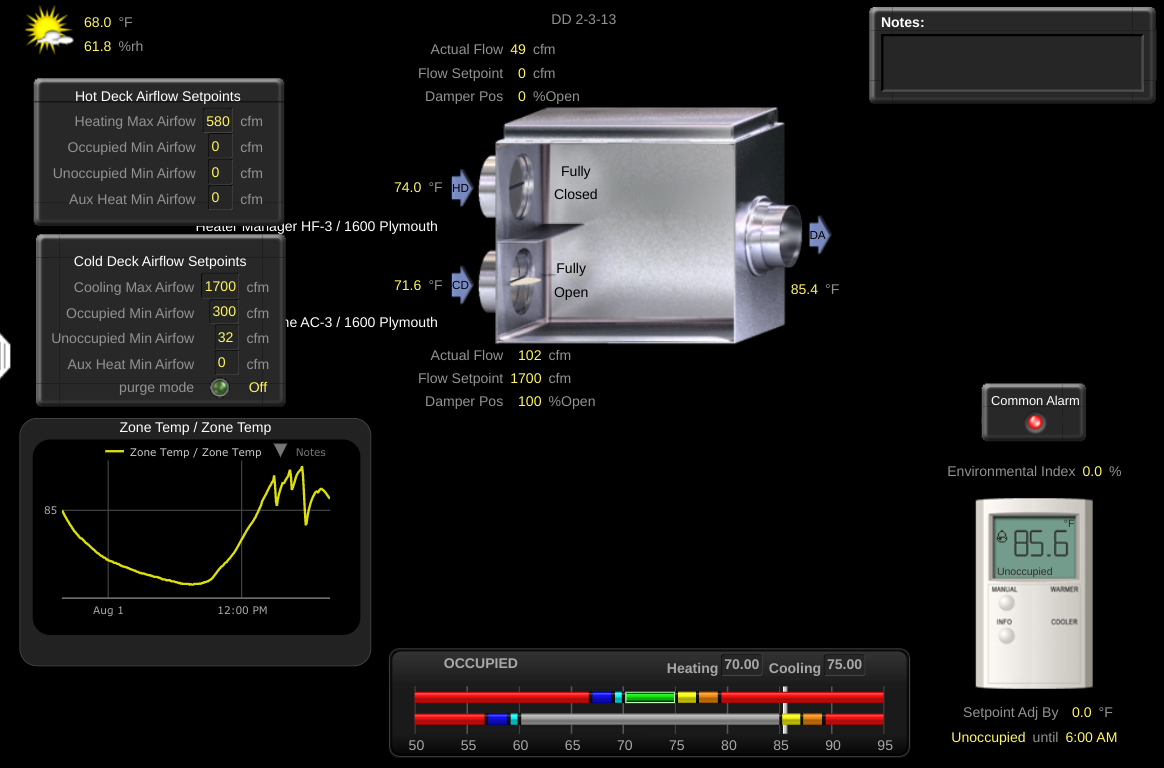 68.0 °F
61.8 %rh
DD 2-3-13
Actual Flow 49 cfm
Flow Setpoint 0 cfm
Damper Pos 0 %Open
Notes:
Hot Deck Airflow Setpoints
Heating Max Airfow 580 cfm
Occupied Min Airfow 0 cfm
Unoccupied Min Airfow 0 cfm
Aux Heat Min Airfow 0 cfm
74.0 °F HD
Fully
Closed
Heater Manager HF-3 / 1600 Plymouth
DA
85.4 °F
Cold Deck Airflow Setpoints
Cooling Max Airfow 1700 cfm
Occupied Min Airfow 300 cfm
Unoccupied Min Airfow 32 cfm
Aux Heat Min Airfow 0 cfm
purge mode Off
71.6 °F CD
Fully
Open
AC-3 / 1600 Plymouth
Actual Flow 102 cfm
Flow Setpoint 1700 cfm
Damper Pos 100 %Open
Zone Temp / Zone Temp
Zone Temp / Zone Temp Notes
85
Aug 1 12:00 PM
Common Alarm
Environmental Index 0.0 %
°F
85.6
Unoccupied
MANUAL WARMER
INFO COOLER
Setpoint Adj By 0.0 °F
Unoccupied until 6:00 AM
OCCUPIED Heating 70.00 Cooling 75.00
50 55 60 65 70 75 80 85 90 95